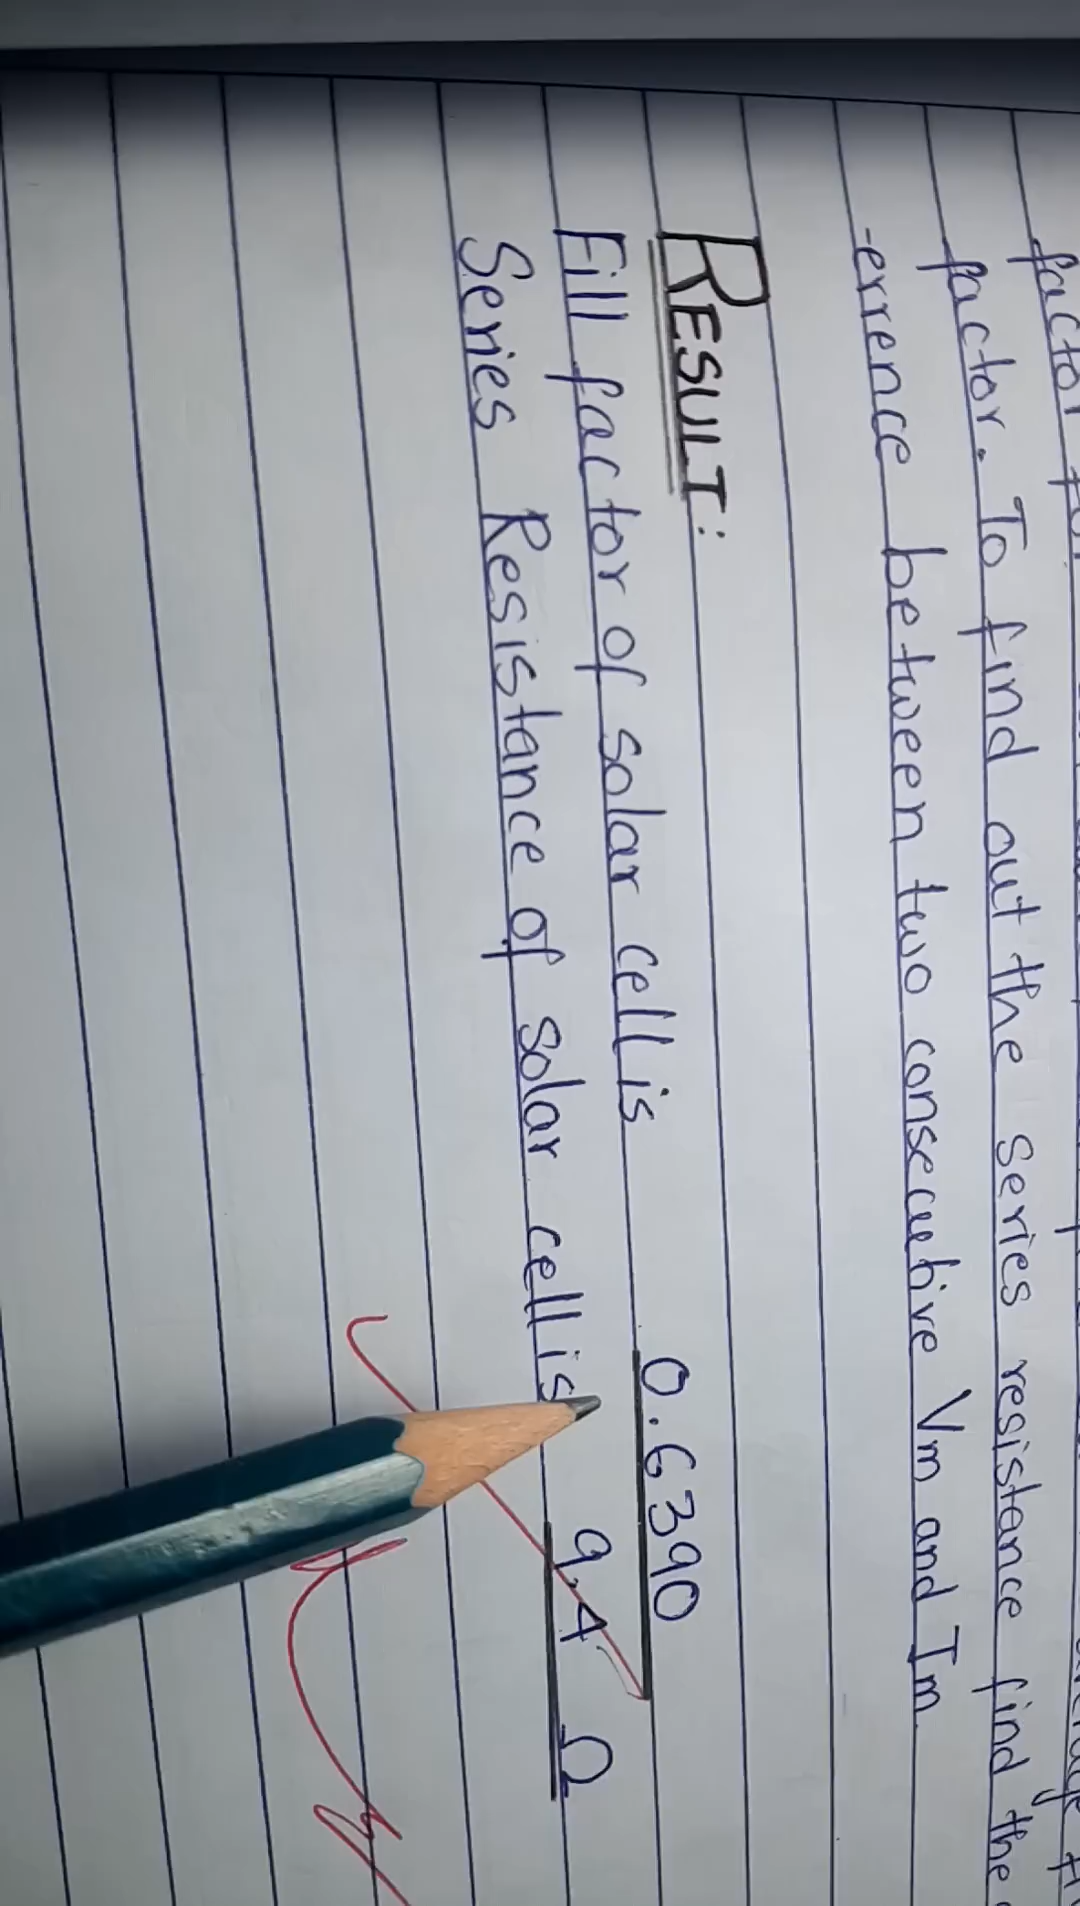 factor
factor. To find out the series resistance find the
-errence between two consecutive Vm and Im
RESULT:
Fill factor of solar cell is 0.6390
Series Resistance of solar cell is 9.4 Ω